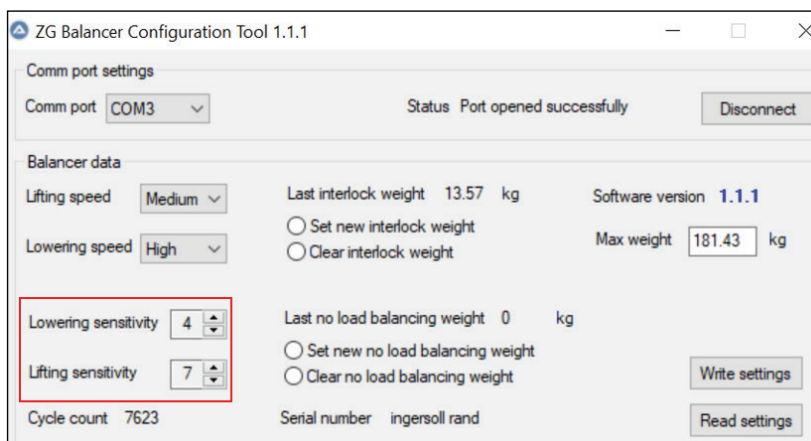 ZG Balancer Configuration Tool 1.1.1
Comm port settings
Comm port COM3 Status Port opened successfully Disconnect
Balancer data
Lifting speed Medium Last interlock weight 13.57 kg Software version 1.1.1
Set new interlock weight
Lowering speed High Clear interlock weight Max weight 181.43 kg
Lowering sensitivity 4 Last no load balancing weight 0 kg
Set new no load balancing weight
Lifting sensitivity 7 Clear no load balancing weight Write settings
Cycle count 7623 Serial number ingersoll rand Read settings